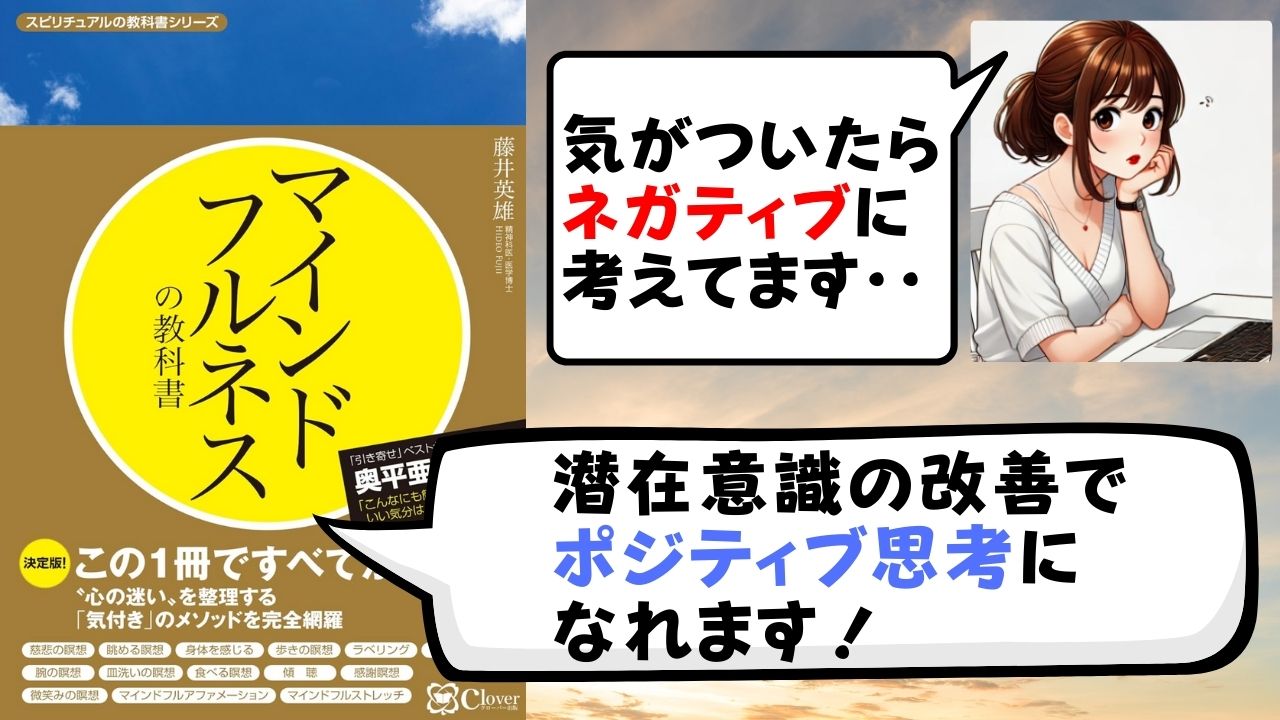 スピリチュアルの教科書シリーズ
藤井英雄
精神科医・医学博士
HIDEO FUJII
マインド
フルネス
の教科書
「引き寄せ」ベスト
奥平亜
「こんなにも
いい気分は
決定版!
この1冊ですべて
〝心の迷い〟を整理する
「気付き」のメソッドを完全網羅
慈悲の瞑想 眺める瞑想 身体を感じる 歩きの瞑想 ラベリング
腕の瞑想 皿洗いの瞑想 食べる瞑想 傾聴 感謝瞑想
微笑みの瞑想 マインドフルアファメーション マインドフルストレッチ
Clover
クローバー出版
気がついたら
ネガティブに
考えてます‥
潜在意識の改善で
ポジティブ思考に
なれます！